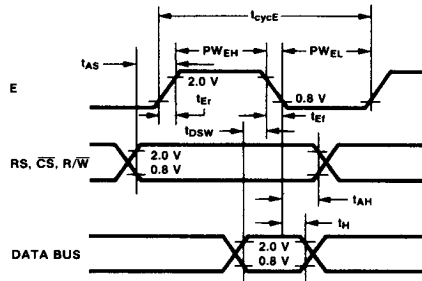 t_cycE
PW_EH PW_EL
t_AS
E
2.0 V
0.8 V
t_Er
t_Ef
t_DSW
RS, C̅S̅, R/W̅
2.0 V
0.8 V
t_AH
t_H
DATA BUS
2.0 V
0.8 V